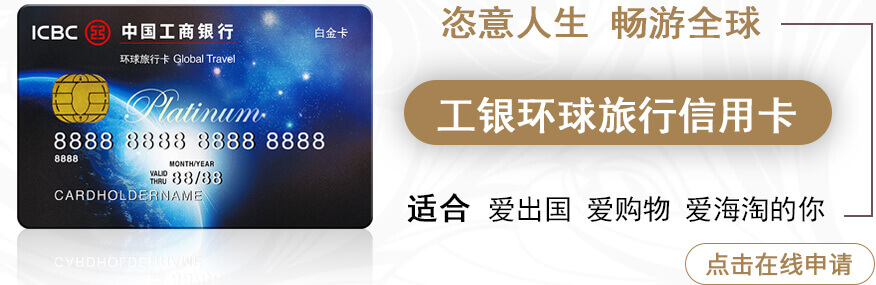 ICBC 中国工商银行 白金卡
环球旅行卡 Global Travel
Platinum
8888 8888 8888 8888
8888
MONTH/YEAR
VALID THRU 88/88
CARDHOLDERNAME
恣意人生 畅游全球
工银环球旅行信用卡
适合 爱出国 爱购物 爱海淘的你
点击在线申请